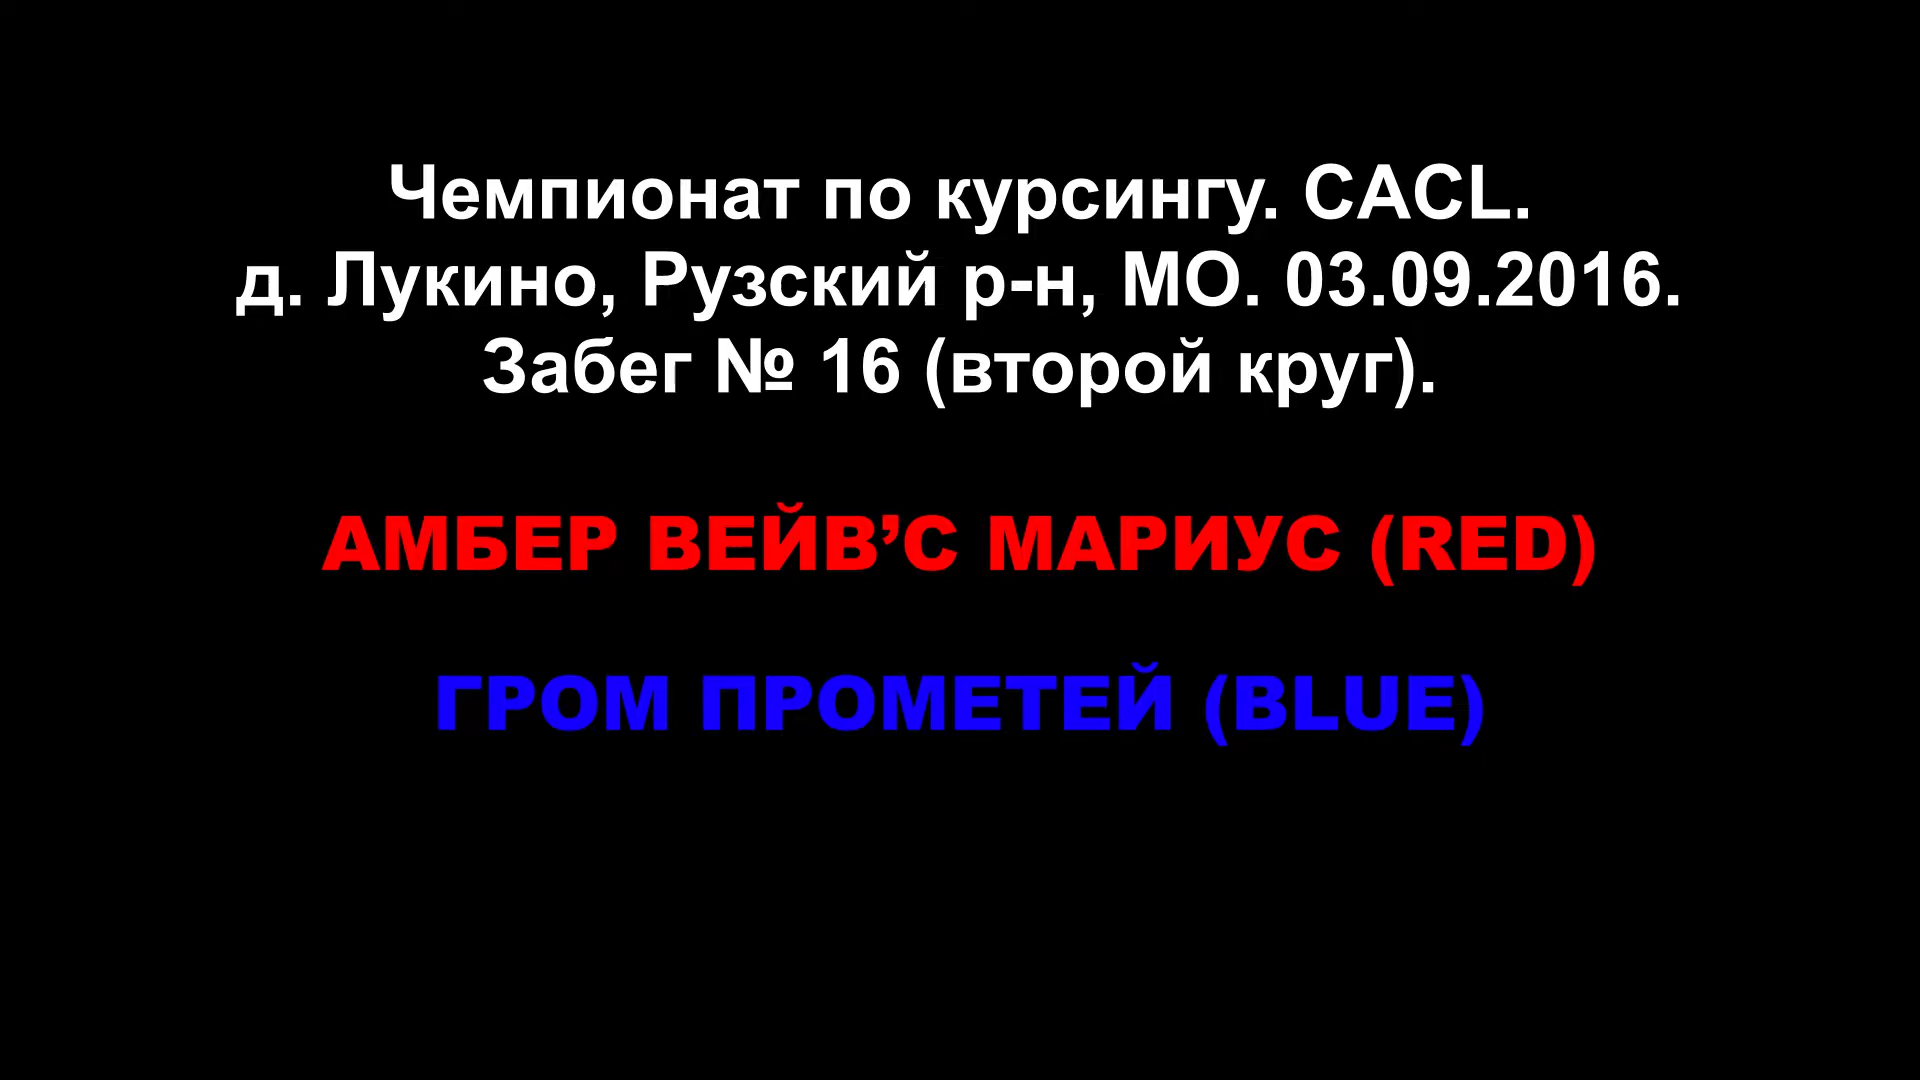 Чемпионат по курсингу. CACL.
д. Лукино, Рузский р-н, МО. 03.09.2016.
Забег № 16 (второй круг).
АМБЕР ВЕЙВ’С МАРИУС (RED)
ГРОМ ПРОМЕТЕЙ (BLUE)